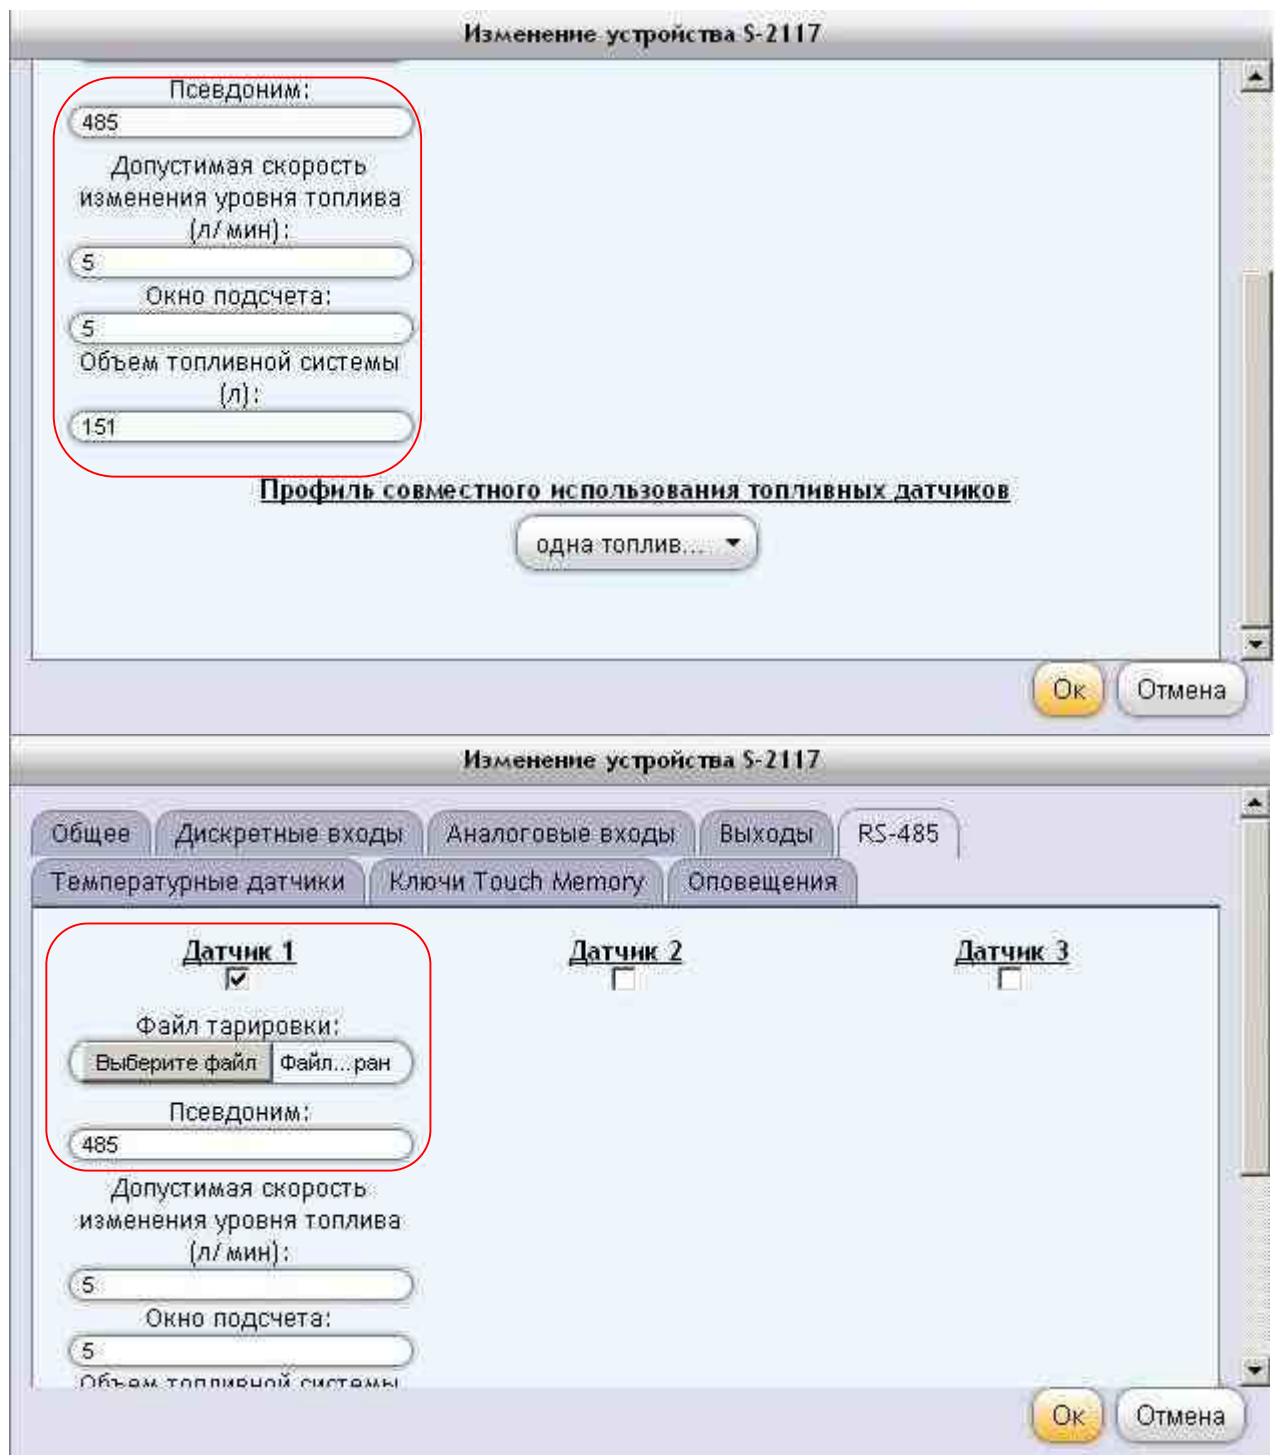 Изменение устройства S-2117
Псевдоним:
485
Допустимая скорость
изменения уровня топлива
(л/мин):
5
Окно подсчета:
5
Объем топливной системы
(л):
151
Профиль совместного использования топливных датчиков
одна топлив...
Ок Отмена
Изменение устройства S-2117
Общее Дискретные входы Аналоговые входы Выходы RS-485
Температурные датчики Ключи Touch Memory Оповещения
Датчик 1 Датчик 2 Датчик 3
Файл тарировки:
Выберите файл Файл...ран
Псевдоним:
485
Допустимая скорость
изменения уровня топлива
(л/мин):
5
Окно подсчета:
5
Объем топливной системы
Ок Отмена